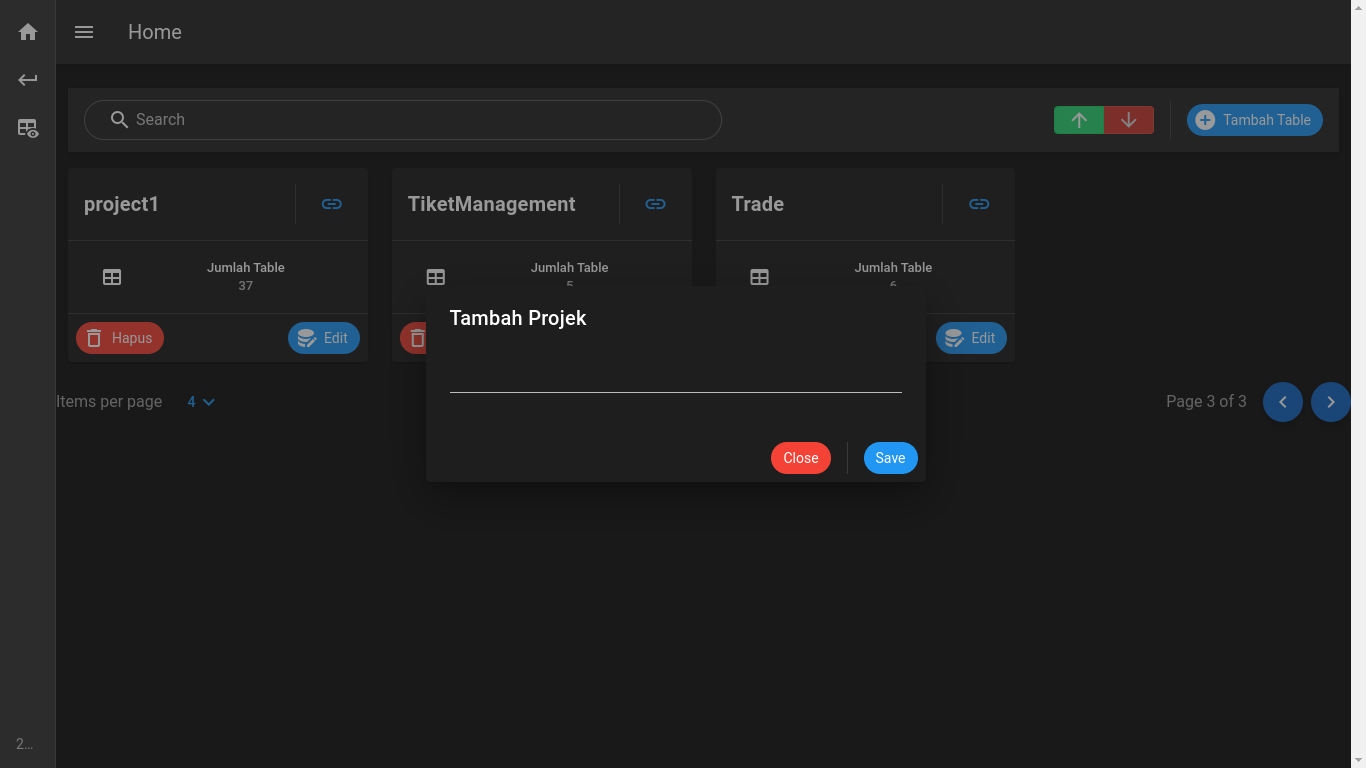 Home
Search
Tambah Table
project1
TiketManagement
Trade
Jumlah Table
37
Jumlah Table
5
Jumlah Table
6
Tambah Projek
Hapus
Edit
Edit
Items per page
4
Page 3 of 3
Close
Save
2...